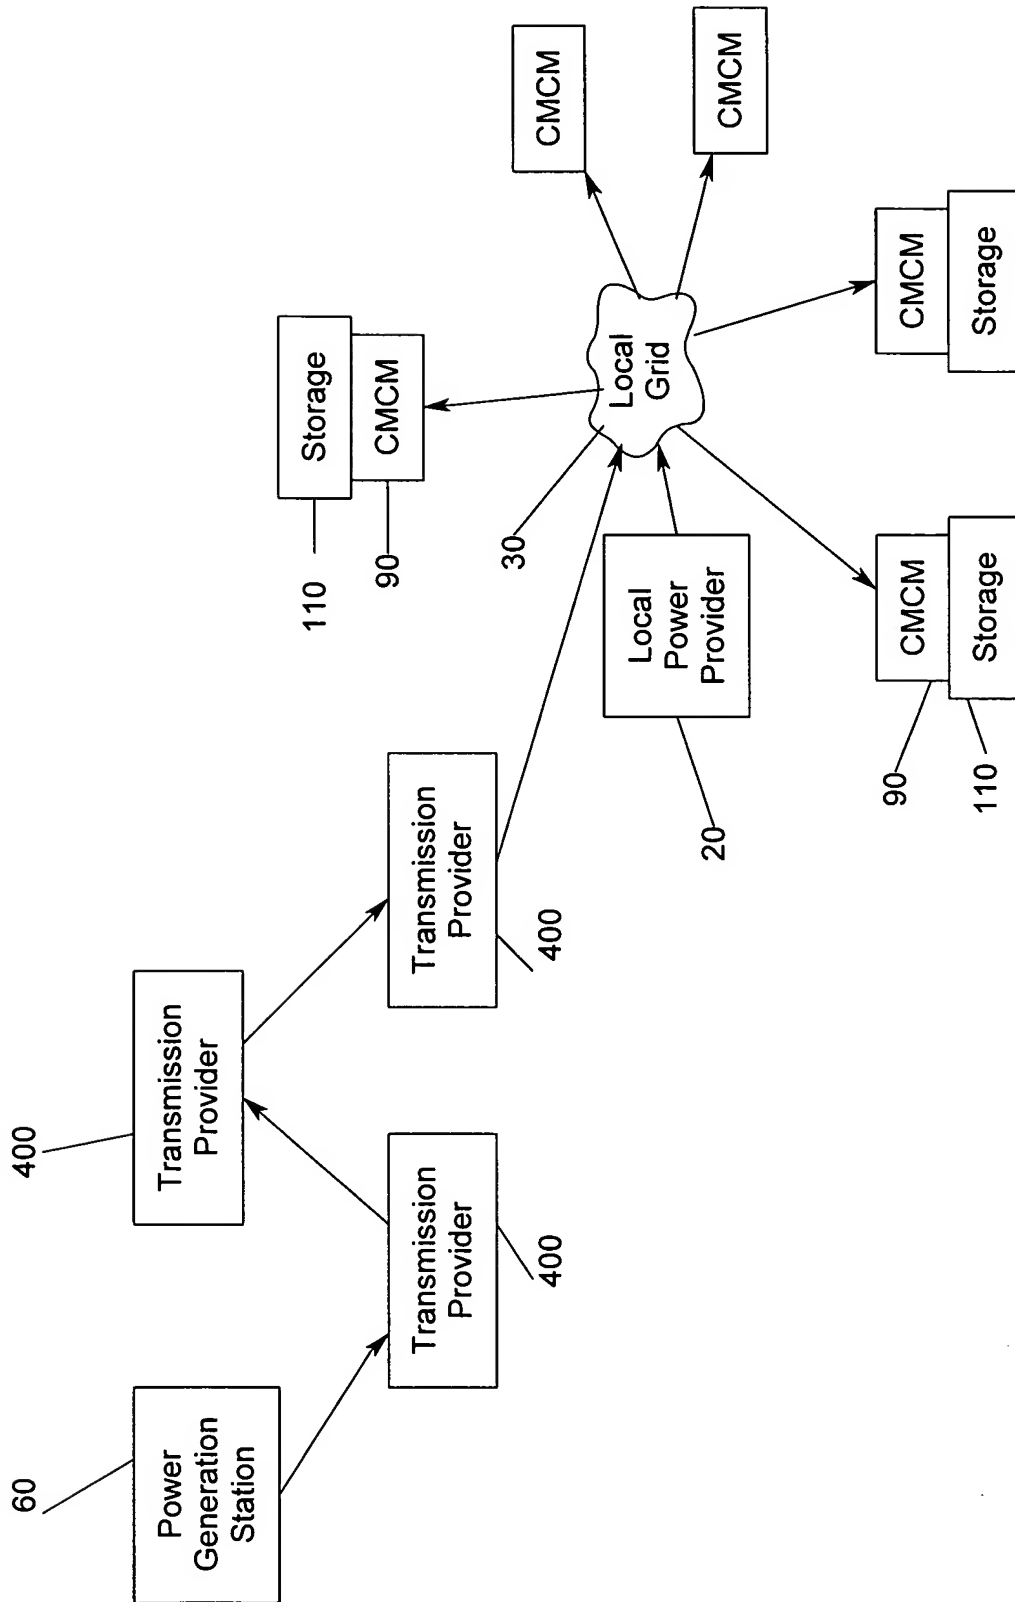 60
Power
Generation
Station
400
Transmission
Provider
Transmission
Provider
400
Transmission
Provider
400
110
Storage
CMCM
90
30
Local
Grid
Local
Power
Provider
20
CMCM
CMCM
CMCM
Storage
90
110
CMCM
Storage